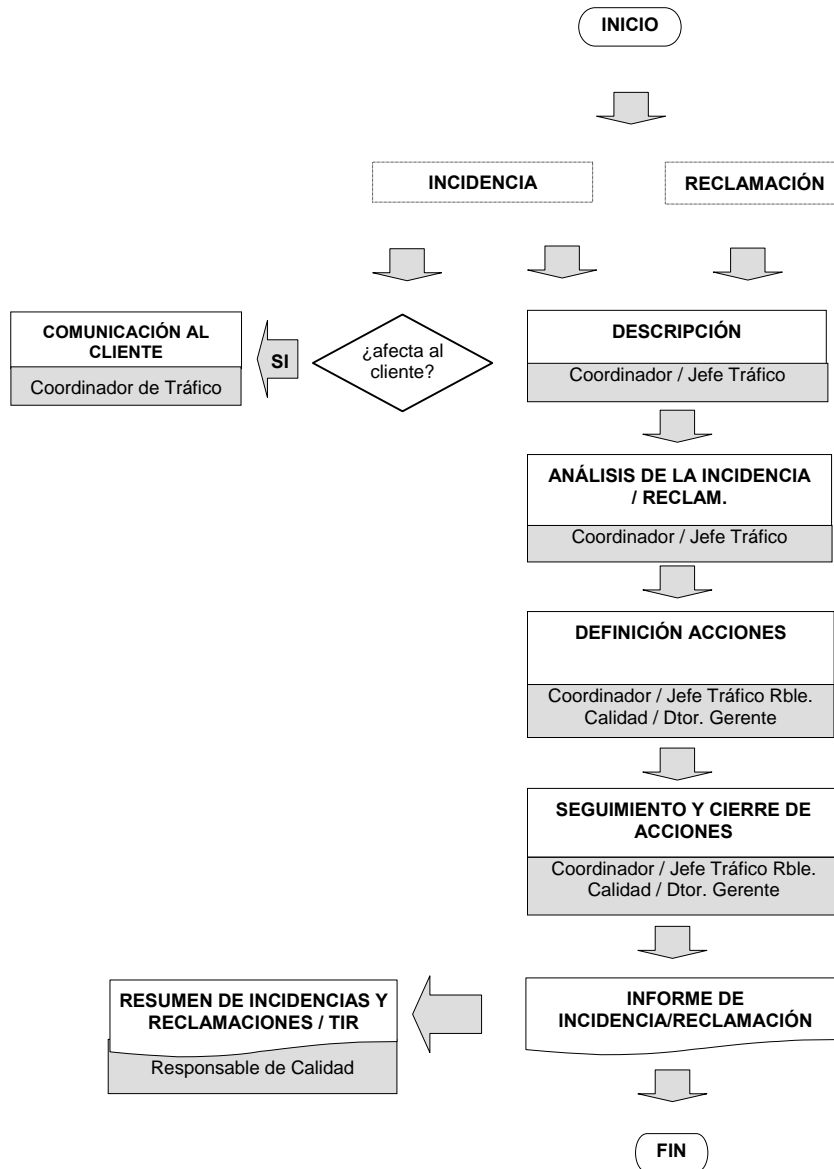 INICIO
INCIDENCIA
RECLAMACIÓN
COMUNICACIÓN AL
CLIENTE
Coordinador de Tráfico
SI
¿afecta al
cliente?
DESCRIPCIÓN
Coordinador / Jefe Tráfico
ANÁLISIS DE LA INCIDENCIA
/ RECLAM.
Coordinador / Jefe Tráfico
DEFINICIÓN ACCIONES
Coordinador / Jefe Tráfico Rble.
Calidad / Dtor. Gerente
SEGUIMIENTO Y CIERRE DE
ACCIONES
Coordinador / Jefe Tráfico Rble.
Calidad / Dtor. Gerente
RESUMEN DE INCIDENCIAS Y
RECLAMACIONES / TIR
Responsable de Calidad
INFORME DE
INCIDENCIA/RECLAMACIÓN
FIN